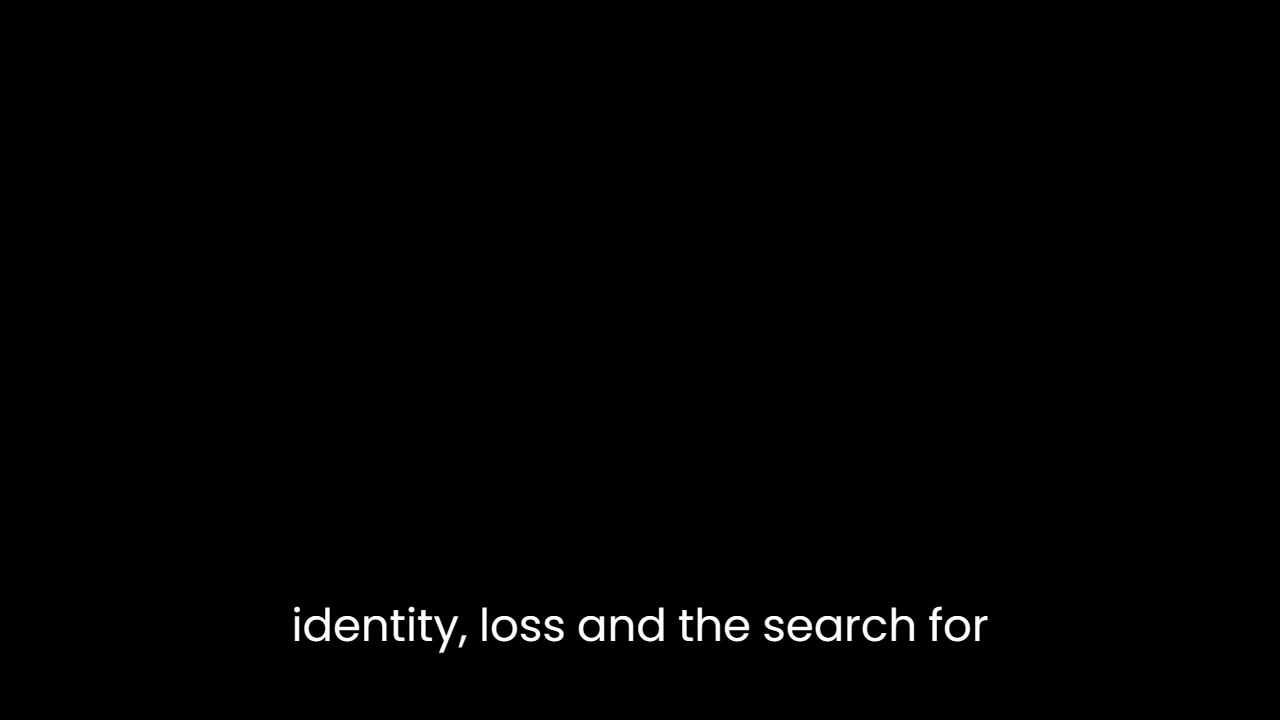 identity, loss and the search for